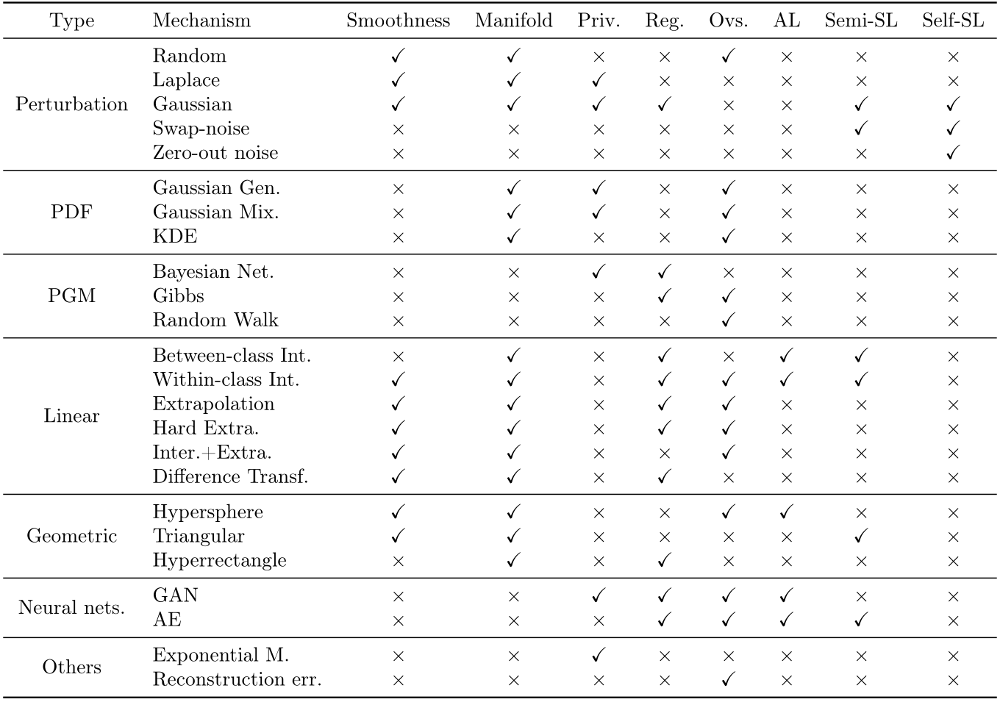 Type Mechanism Smoothness Manifold Priv. Reg. Ovs. AL Semi-SL Self-SL
Random ✓ ✓ × × ✓ × × ×
Laplace ✓ ✓ ✓ × × × × ×
Perturbation Gaussian ✓ ✓ ✓ ✓ × × ✓ ✓
Swap-noise × × × × × × ✓ ✓
Zero-out noise × × × × × × × ✓
Gaussian Gen. × ✓ ✓ × ✓ × × ×
PDF Gaussian Mix. × ✓ ✓ × ✓ × × ×
KDE × ✓ × × ✓ × × ×
Bayesian Net. × × ✓ ✓ × × × ×
PGM Gibbs × × × ✓ ✓ × × ×
Random Walk × × × × ✓ × × ×
Between-class Int. × ✓ × ✓ × ✓ ✓ ×
Within-class Int. ✓ ✓ × ✓ ✓ ✓ ✓ ×
Extrapolation ✓ ✓ × ✓ ✓ × × ×
Linear
Hard Extra. ✓ ✓ × ✓ ✓ × × ×
Inter.+Extra. ✓ ✓ × × ✓ × × ×
Difference Transf. ✓ ✓ × ✓ × × × ×
Hypersphere ✓ ✓ × × ✓ ✓ × ×
Geometric Triangular ✓ ✓ × × × × ✓ ×
Hyperrectangle × ✓ × ✓ × × × ×
GAN × × ✓ ✓ ✓ ✓ × ×
Neural nets.
AE × × × ✓ ✓ ✓ ✓ ×
Exponential M. × × ✓ × × × × ×
Others
Reconstruction err. × × × × ✓ × × ×